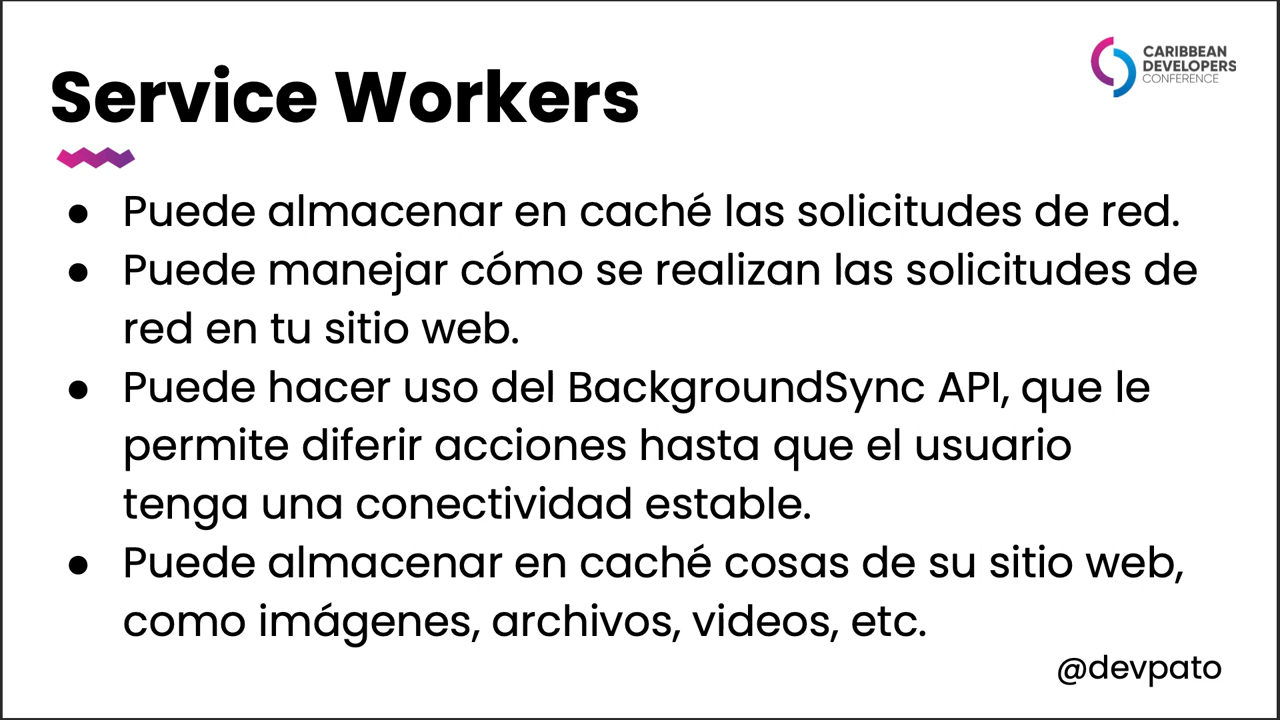 Service Workers
CARIBBEAN
DEVELOPERS
CONFERENCE
● Puede almacenar en caché las solicitudes de red.
● Puede manejar cómo se realizan las solicitudes de
red en tu sitio web.
● Puede hacer uso del BackgroundSync API, que le
permite diferir acciones hasta que el usuario
tenga una conectividad estable.
● Puede almacenar en caché cosas de su sitio web,
como imágenes, archivos, videos, etc.
@devpato